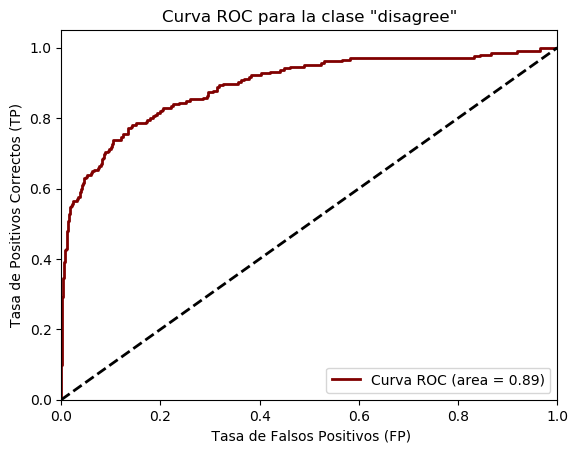 Curva ROC para la clase "disagree"
Tasa de Positivos Correctos (TP)
1.0
0.8
0.6
0.4
0.2
0.0
0.0 0.2 0.4 0.6 0.8 1.0
Curva ROC (area = 0.89)
Tasa de Falsos Positivos (FP)